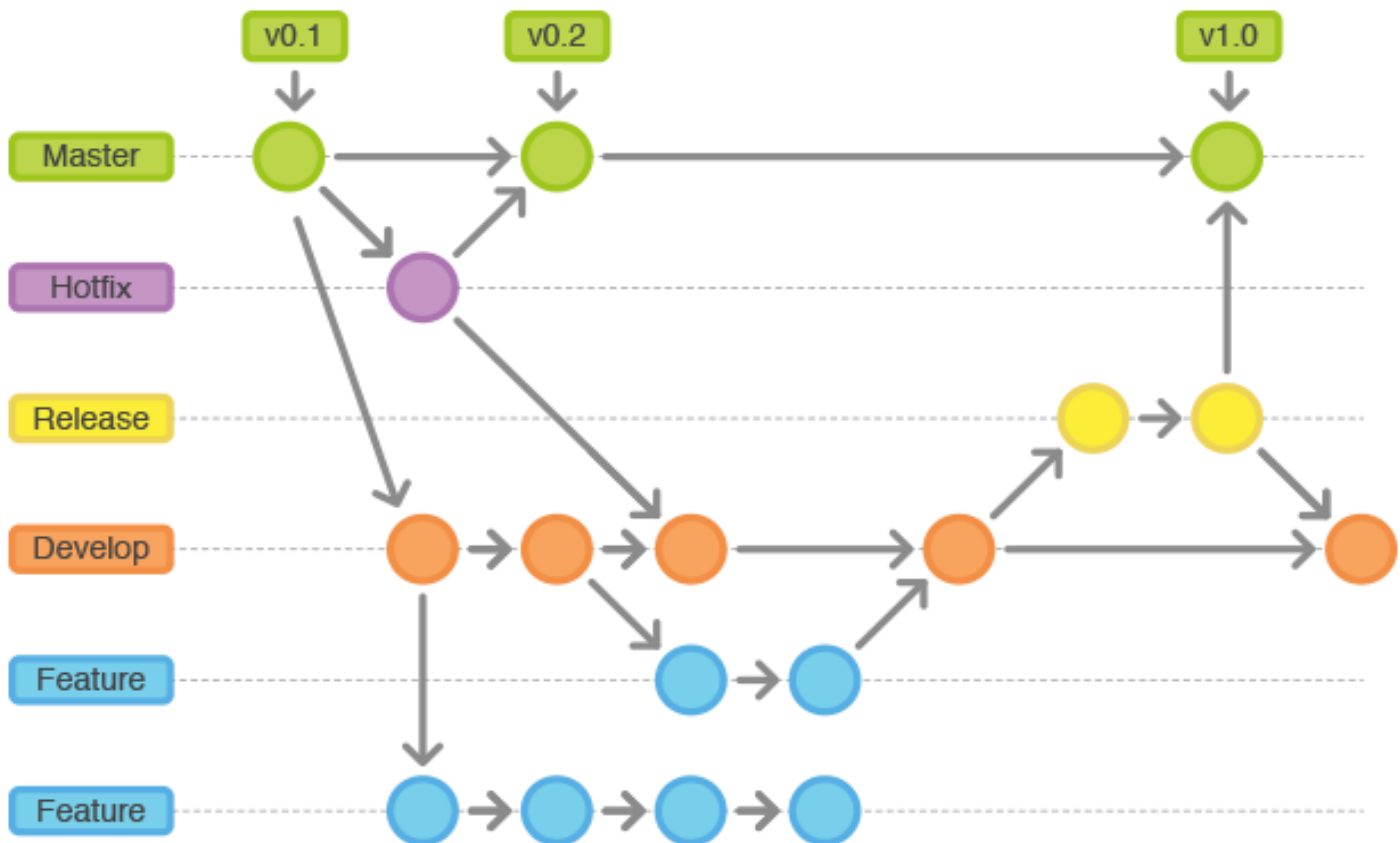 v0.1
v0.2
v1.0
Master
Hotfix
Release
Develop
Feature
Feature